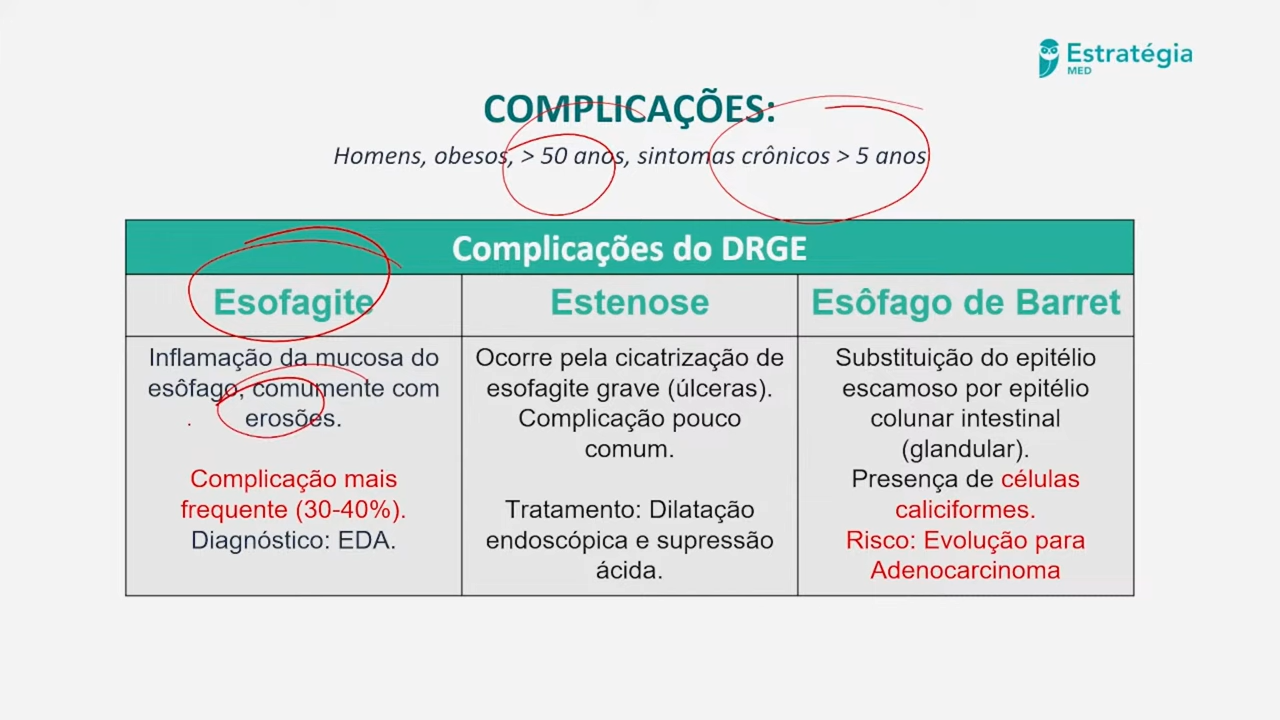 Estratégia
MED
COMPLICAÇÕES:
Homens, obesos, > 50 anos, sintomas crônicos > 5 anos
Complicações do DRGE
Esofagite
Estenose
Esôfago de Barret
Inflamação da mucosa do
esôfago, comumente com
erosões.
Complicação mais
frequente (30-40%).
Diagnóstico: EDA.
Ocorre pela cicatrização de
esofagite grave (úlceras).
Complicação pouco
comum.
Tratamento: Dilatação
endoscópica e supressão
ácida.
Substituição do epitélio
escamoso por epitélio
colunar intestinal
(glandular).
Presença de células
caliciformes.
Risco: Evolução para
Adenocarcinoma